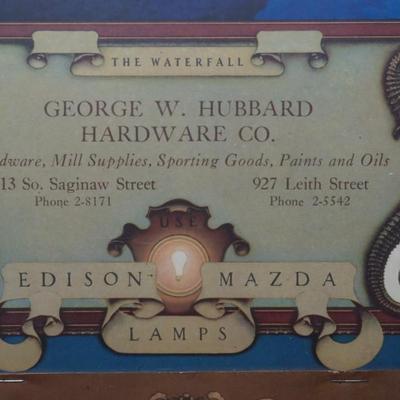 THE WATERFALL
GEORGE W. HUBBARD
HARDWARE CO.
dware, Mill Supplies, Sporting Goods, Paints and Oils
13 So. Saginaw Street 927 Leith Street
Phone 2-8171 Phone 2-5542
USE
EDISON MAZDA
LAMPS